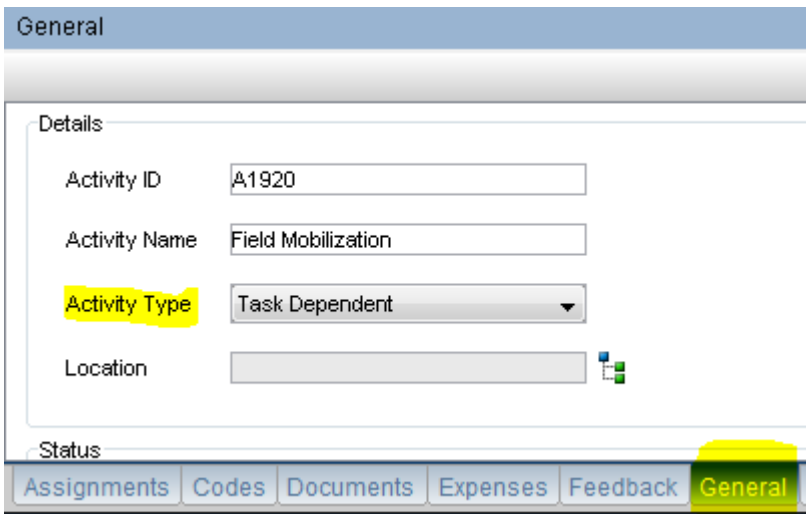 General
Details
Activity ID A1920
Activity Name Field Mobilization
Activity Type Task Dependent
Location
Status
Assignments Codes Documents Expenses Feedback General